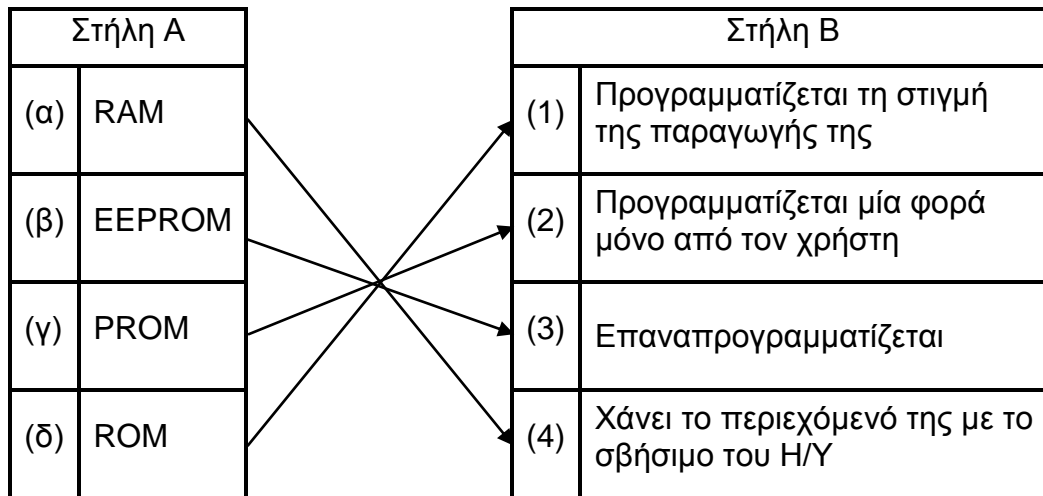 Στήλη Α
Στήλη Β
(α) RAM
(1) Προγραμματίζεται τη στιγμή
της παραγωγής της
(β) EEPROM
(2) Προγραμματίζεται μία φορά
μόνο από τον χρήστη
(γ) PROM
(3) Επαναπρογραμματίζεται
(δ) ROM
(4) Χάνει το περιεχόμενό της με το
σβήσιμο του Η/Υ